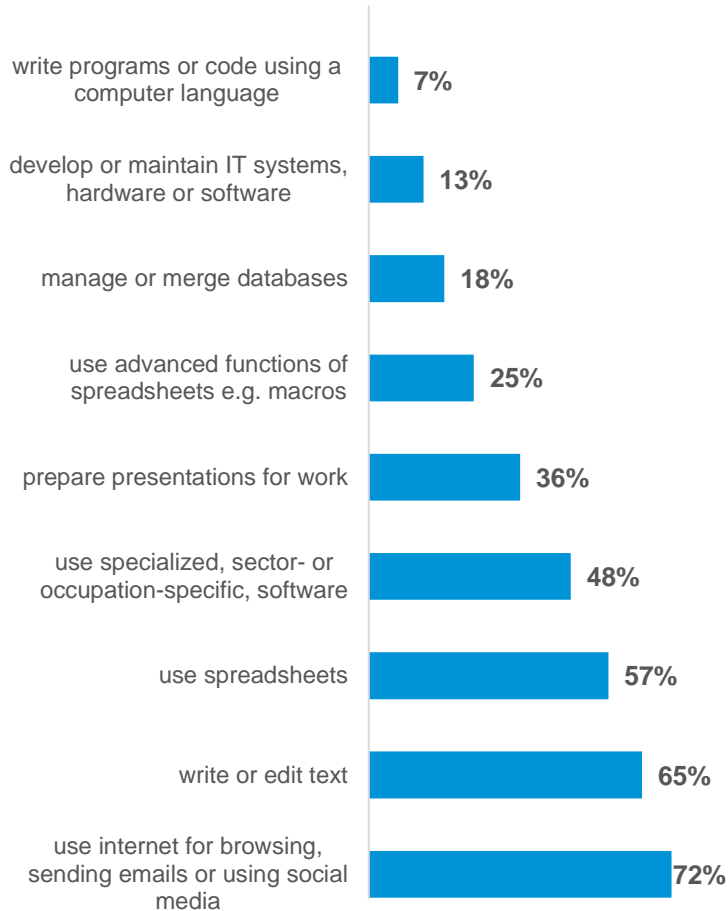 write programs or code using a
computer language
7%
develop or maintain IT systems,
hardware or software
13%
manage or merge databases
18%
use advanced functions of
spreadsheets e.g. macros
25%
prepare presentations for work
36%
use specialized, sector- or
occupation-specific, software
48%
use spreadsheets
57%
write or edit text
65%
use internet for browsing,
sending emails or using social
media
72%